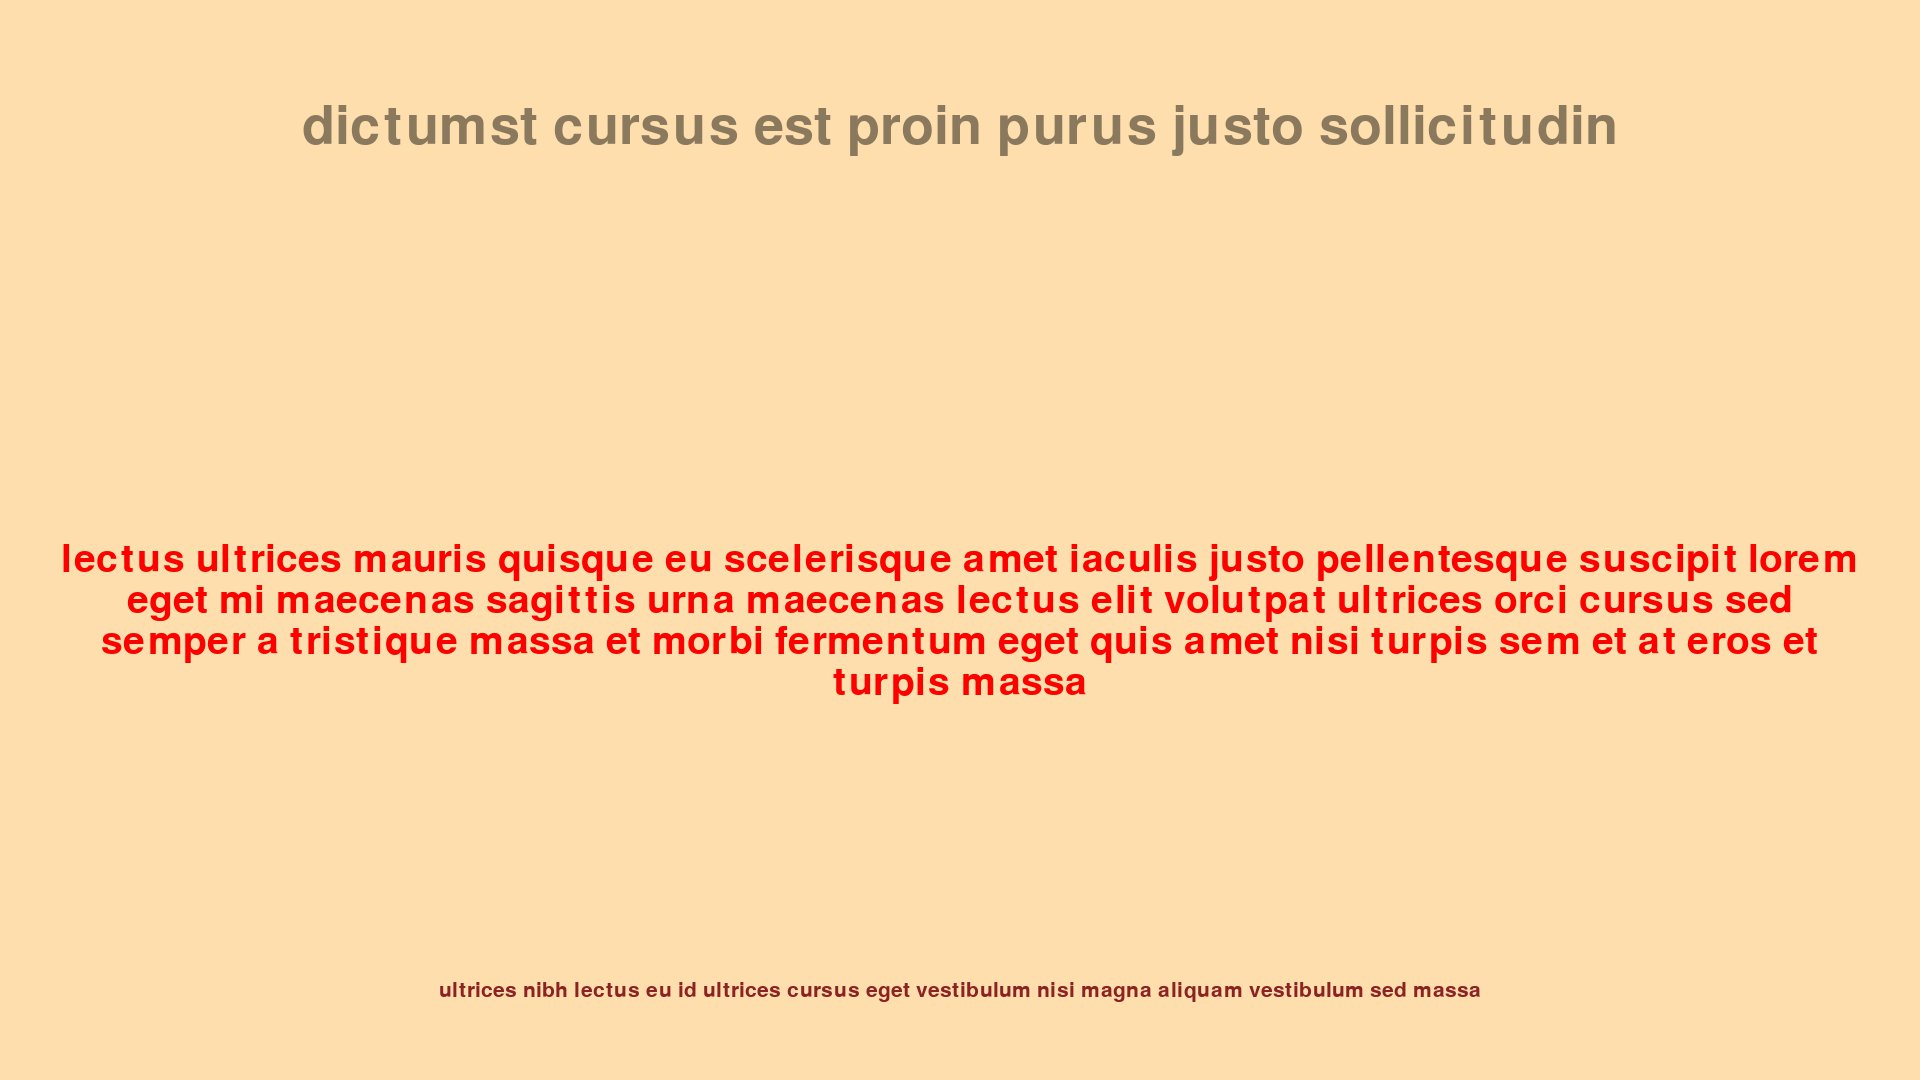 dictumst cursus est proin purus justo sollicitudin
lectus ultrices mauris quisque eu scelerisque amet iaculis justo pellentesque suscipit lorem
eget mi maecenas sagittis urna maecenas lectus elit volutpat ultrices orci cursus sed
semper a tristique massa et morbi fermentum eget quis amet nisi turpis sem et at eros et
turpis massa
ultrices nibh lectus eu id ultrices cursus eget vestibulum nisi magna aliquam vestibulum sed massa